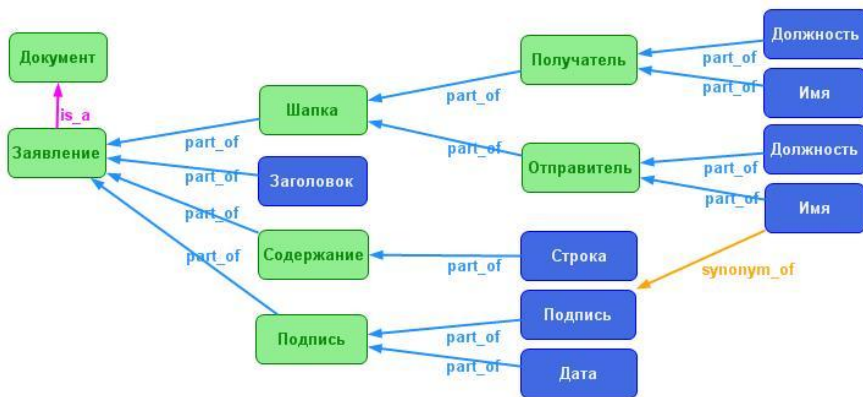 Документ
is_a
Заявление
part_of
part_of
part_of
part_of
Шапка
Заголовок
Содержание
Подпись
part_of
part_of
part_of
part_of
part_of
Получатель
Отправитель
Строка
Подпись
Дата
part_of
part_of
part_of
part_of
synonym_of
Должность
Имя
Должность
Имя